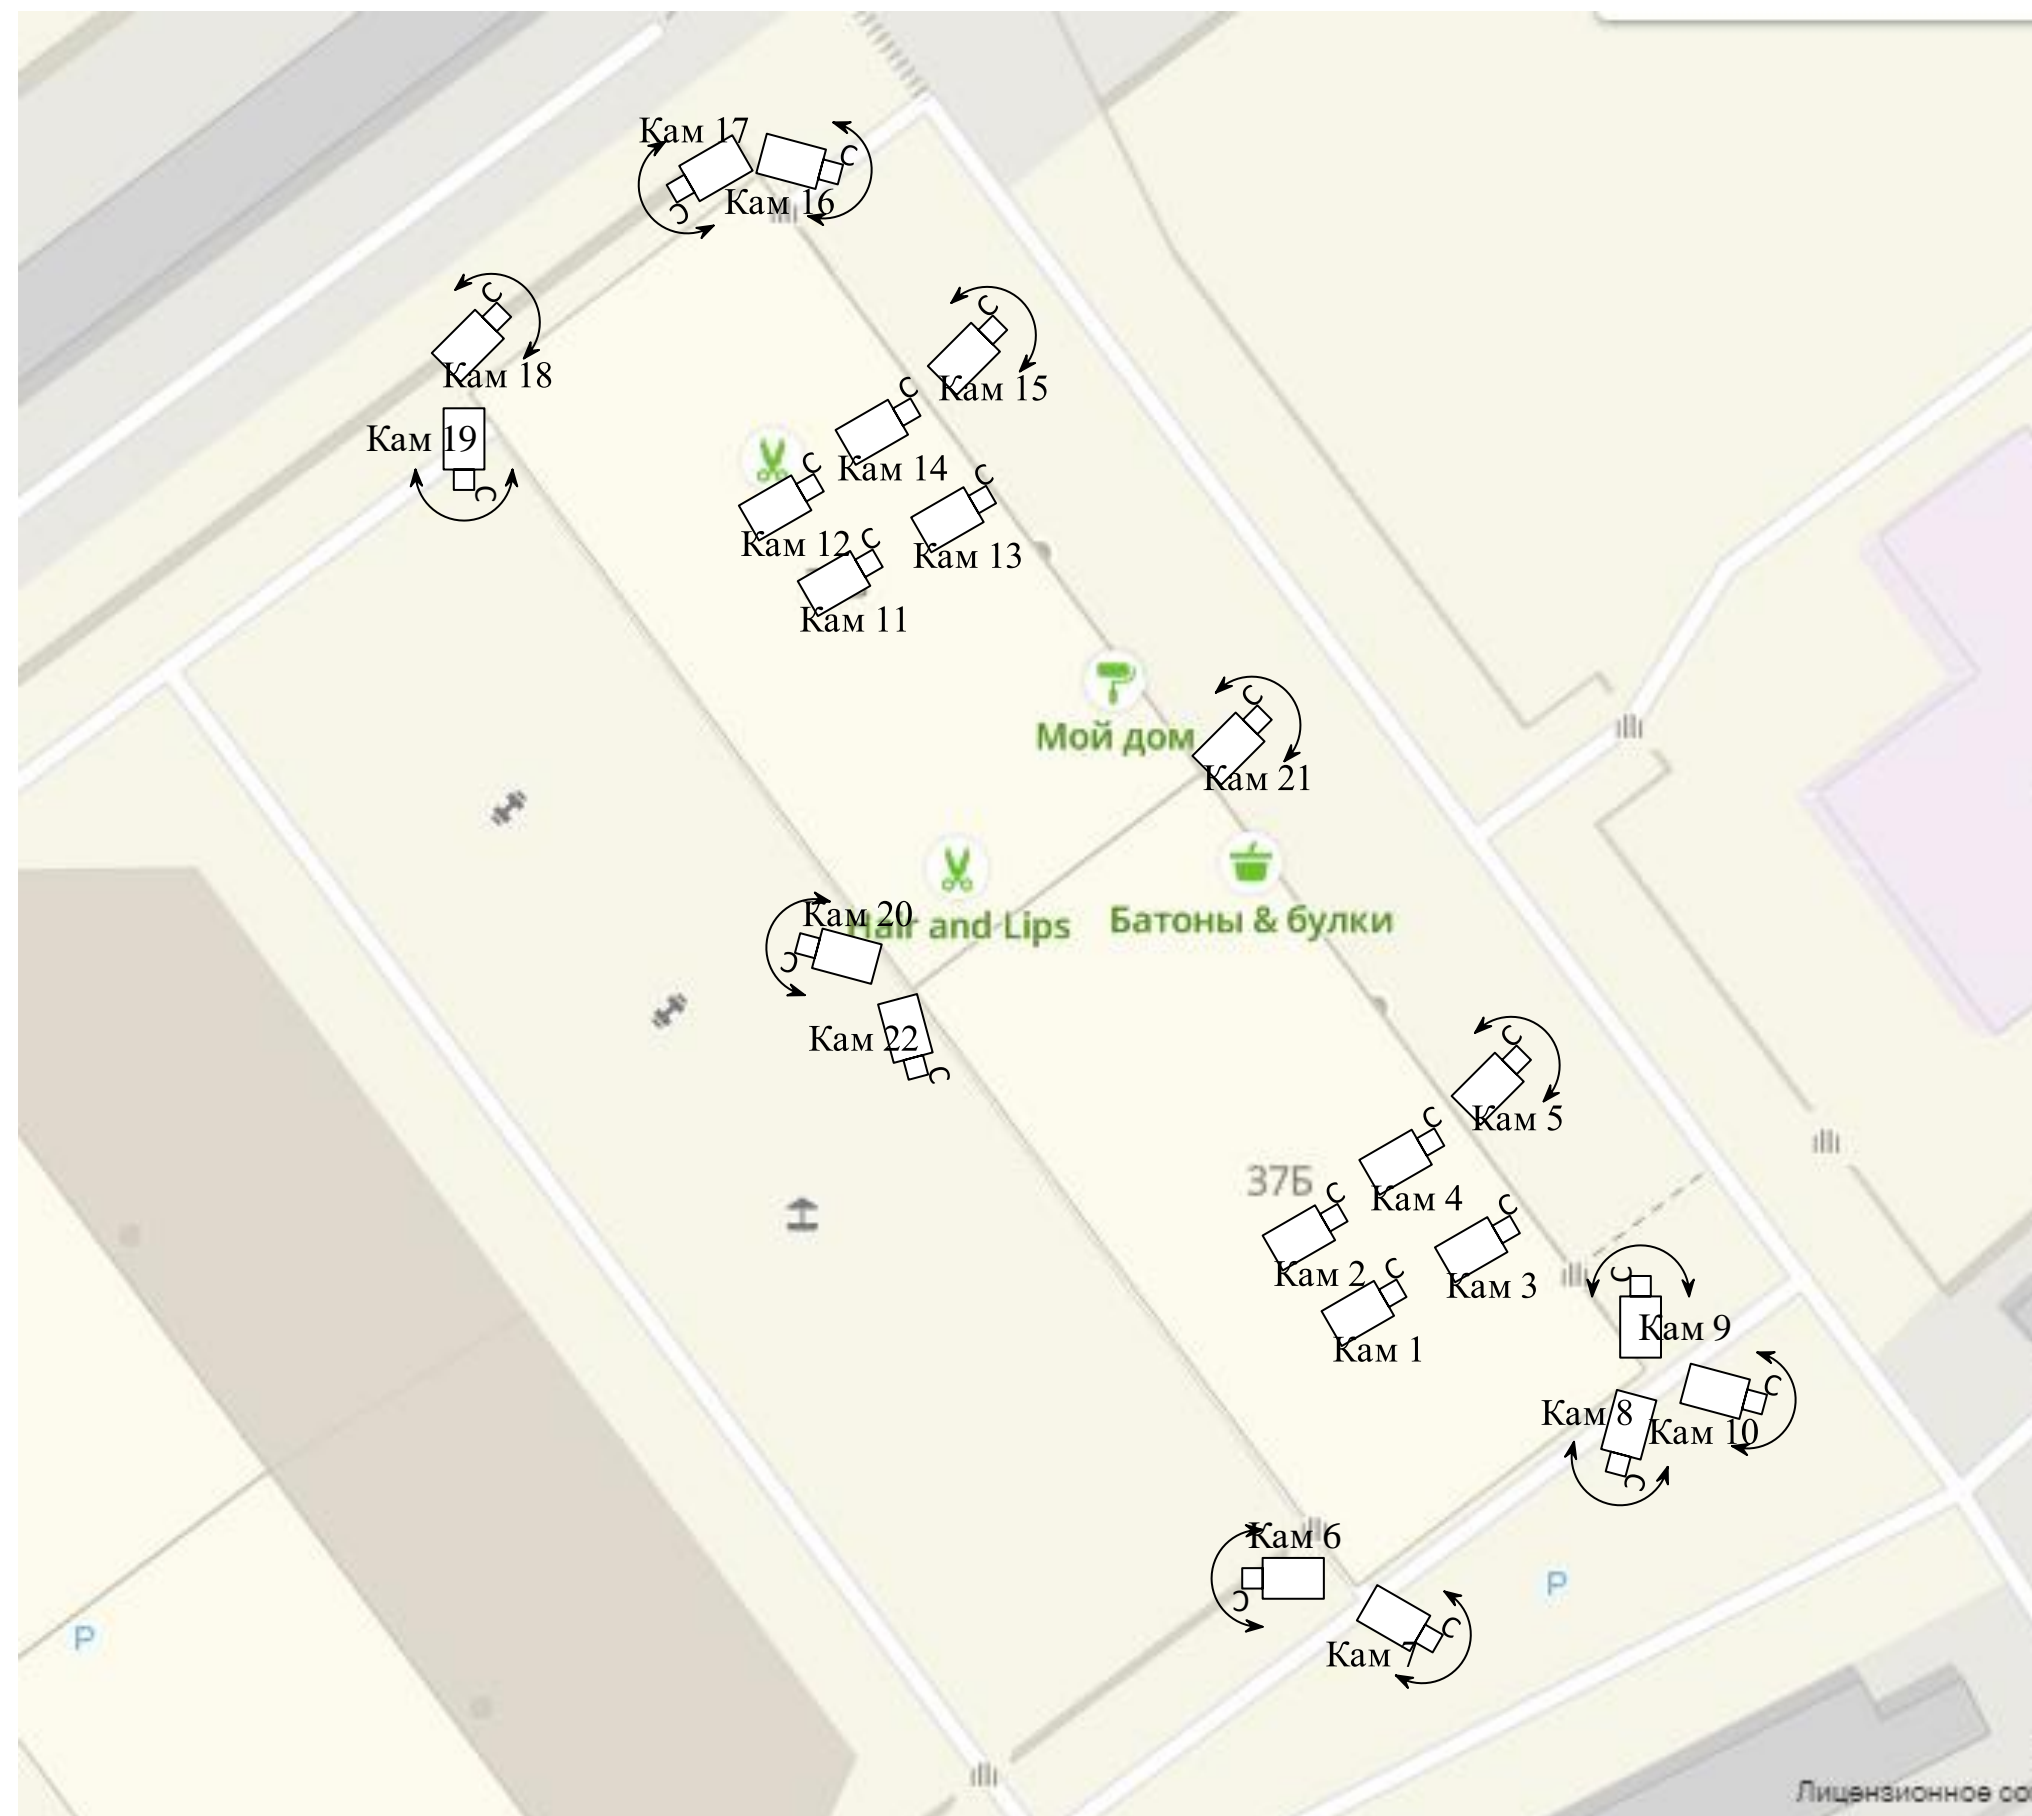 Кам 17
С
Кам 16
С
С
Кам 18
С
Кам 15
С
Кам 14
Кам 19
С
С
Кам 12
С
Кам 13
С
Кам 11
Мой дом
С
Кам 21
Кам 20
С
Hair and Lips
Батоны & булки
Кам 22
С
С
Кам 5
С
Кам 4
37Б
С
Кам 2
С
Кам 3
С
Кам 1
С
Кам 9
Кам 8
С
С
Кам 10
Кам 6
С
Кам 7
С
P
P
Лицензионное со